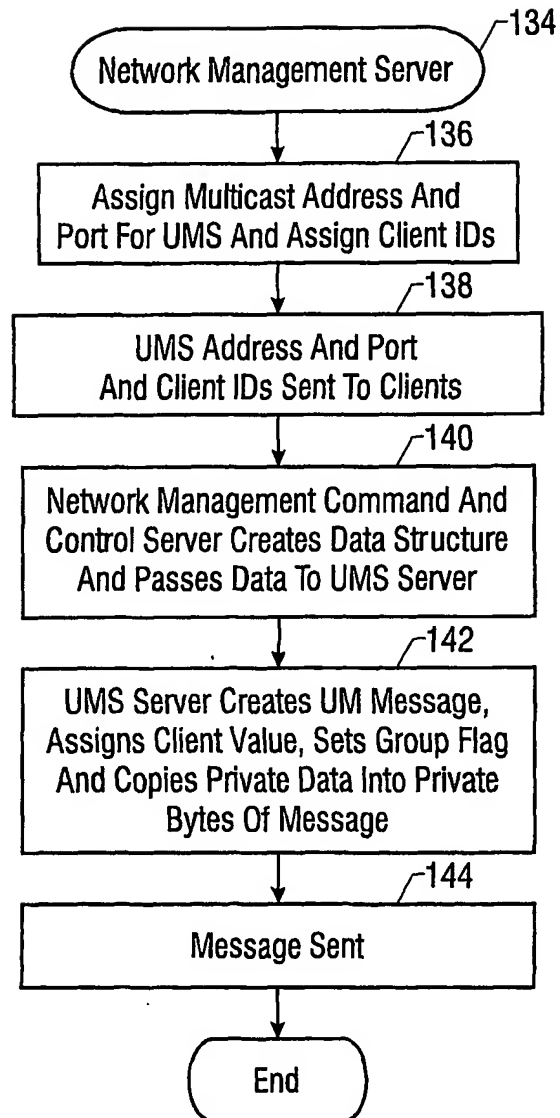 134
Network Management Server
136
Assign Multicast Address And
Port For UMS And Assign Client IDs
138
UMS Address And Port
And Client IDs Sent To Clients
140
Network Management Command And
Control Server Creates Data Structure
And Passes Data To UMS Server
142
UMS Server Creates UM Message,
Assigns Client Value, Sets Group Flag
And Copies Private Data Into Private
Bytes Of Message
144
Message Sent
End